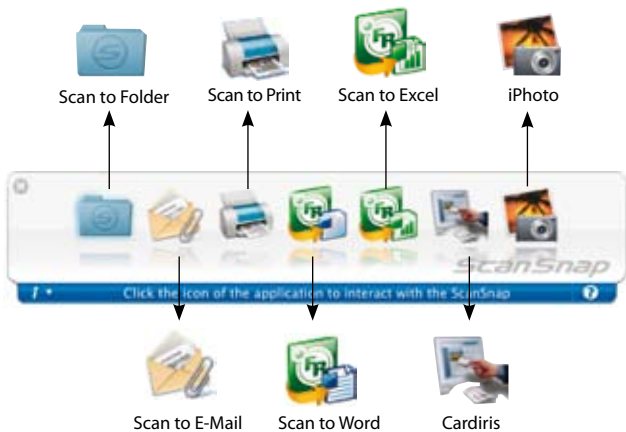 Scan to Folder
Scan to Print
Scan to Excel
iPhoto
ScanSnap
Click the icon of the application to interact with the ScanSnap
Scan to E-Mail
Scan to Word
Cardiris